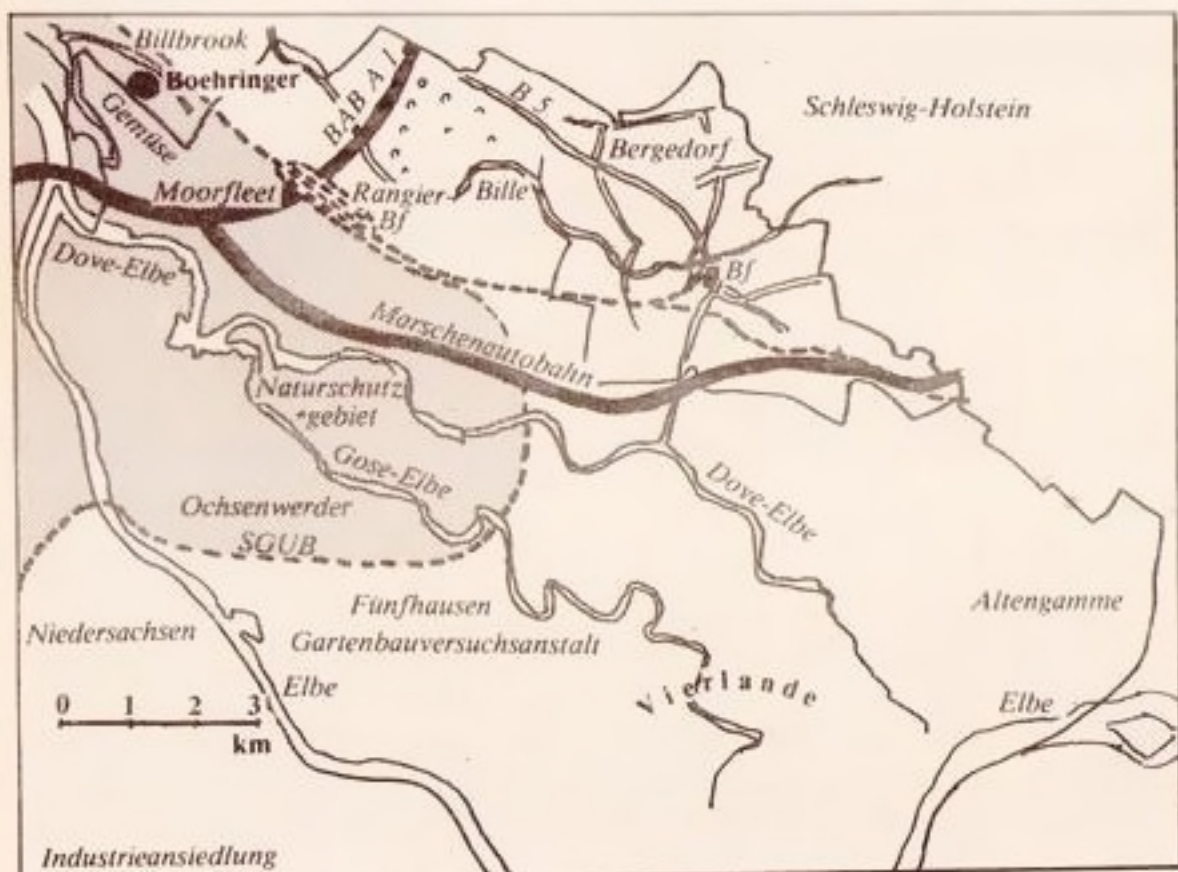 Billbrook
Boehringer
Gemüse
BAB A 1
B 5
Schleswig-Holstein
Bergedorf
Moorfleet
Rangier-
Bf
Bille
Dove-Elbe
Bf
Marschenautobahn
Naturschutz
gebiet
Gose-Elbe
Dove-Elbe
Ochsenwerder
SGUB
Fünfhausen
Gartenbauversuchsanstalt
Altengamme
Niedersachsen
Vierlande
Elbe
Elbe
0 1 2 3
km
Industrieansiedlung